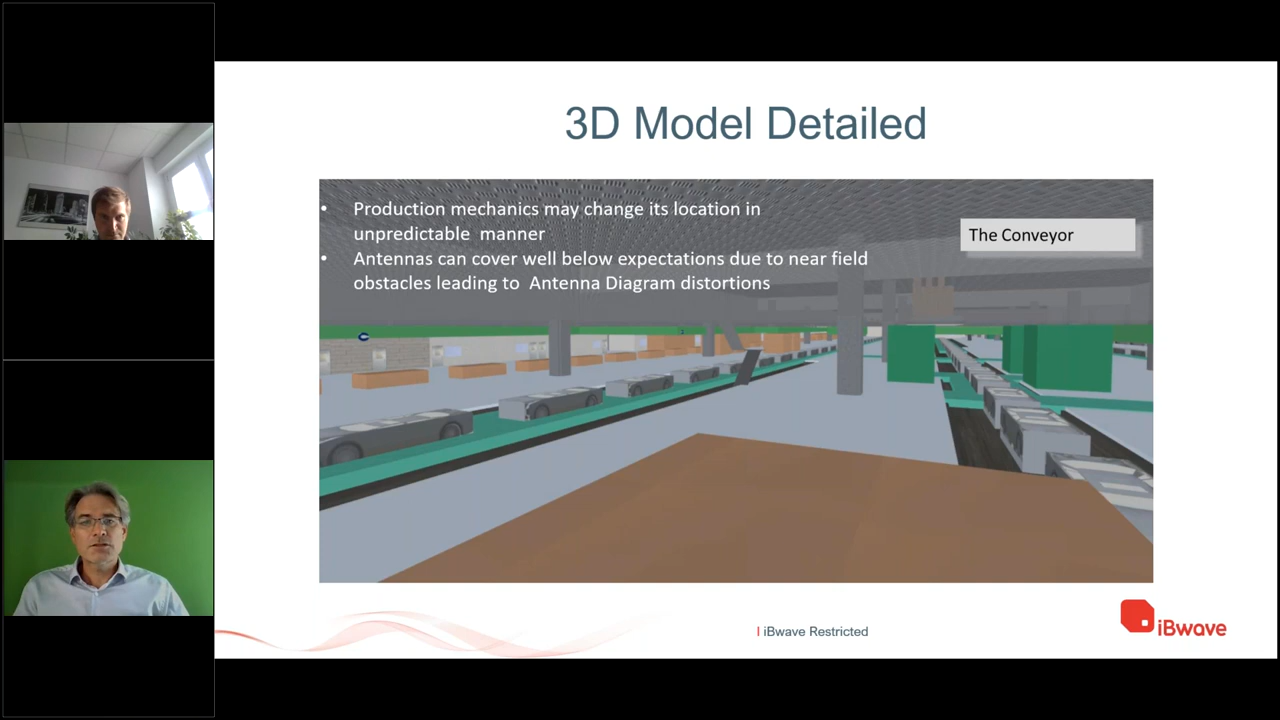 3D Model Detailed
• Production mechanics may change its location in
unpredictable manner
• Antennas can cover well below expectations due to near field
obstacles leading to Antenna Diagram distortions
The Conveyor
| iBwave Restricted
iBwave